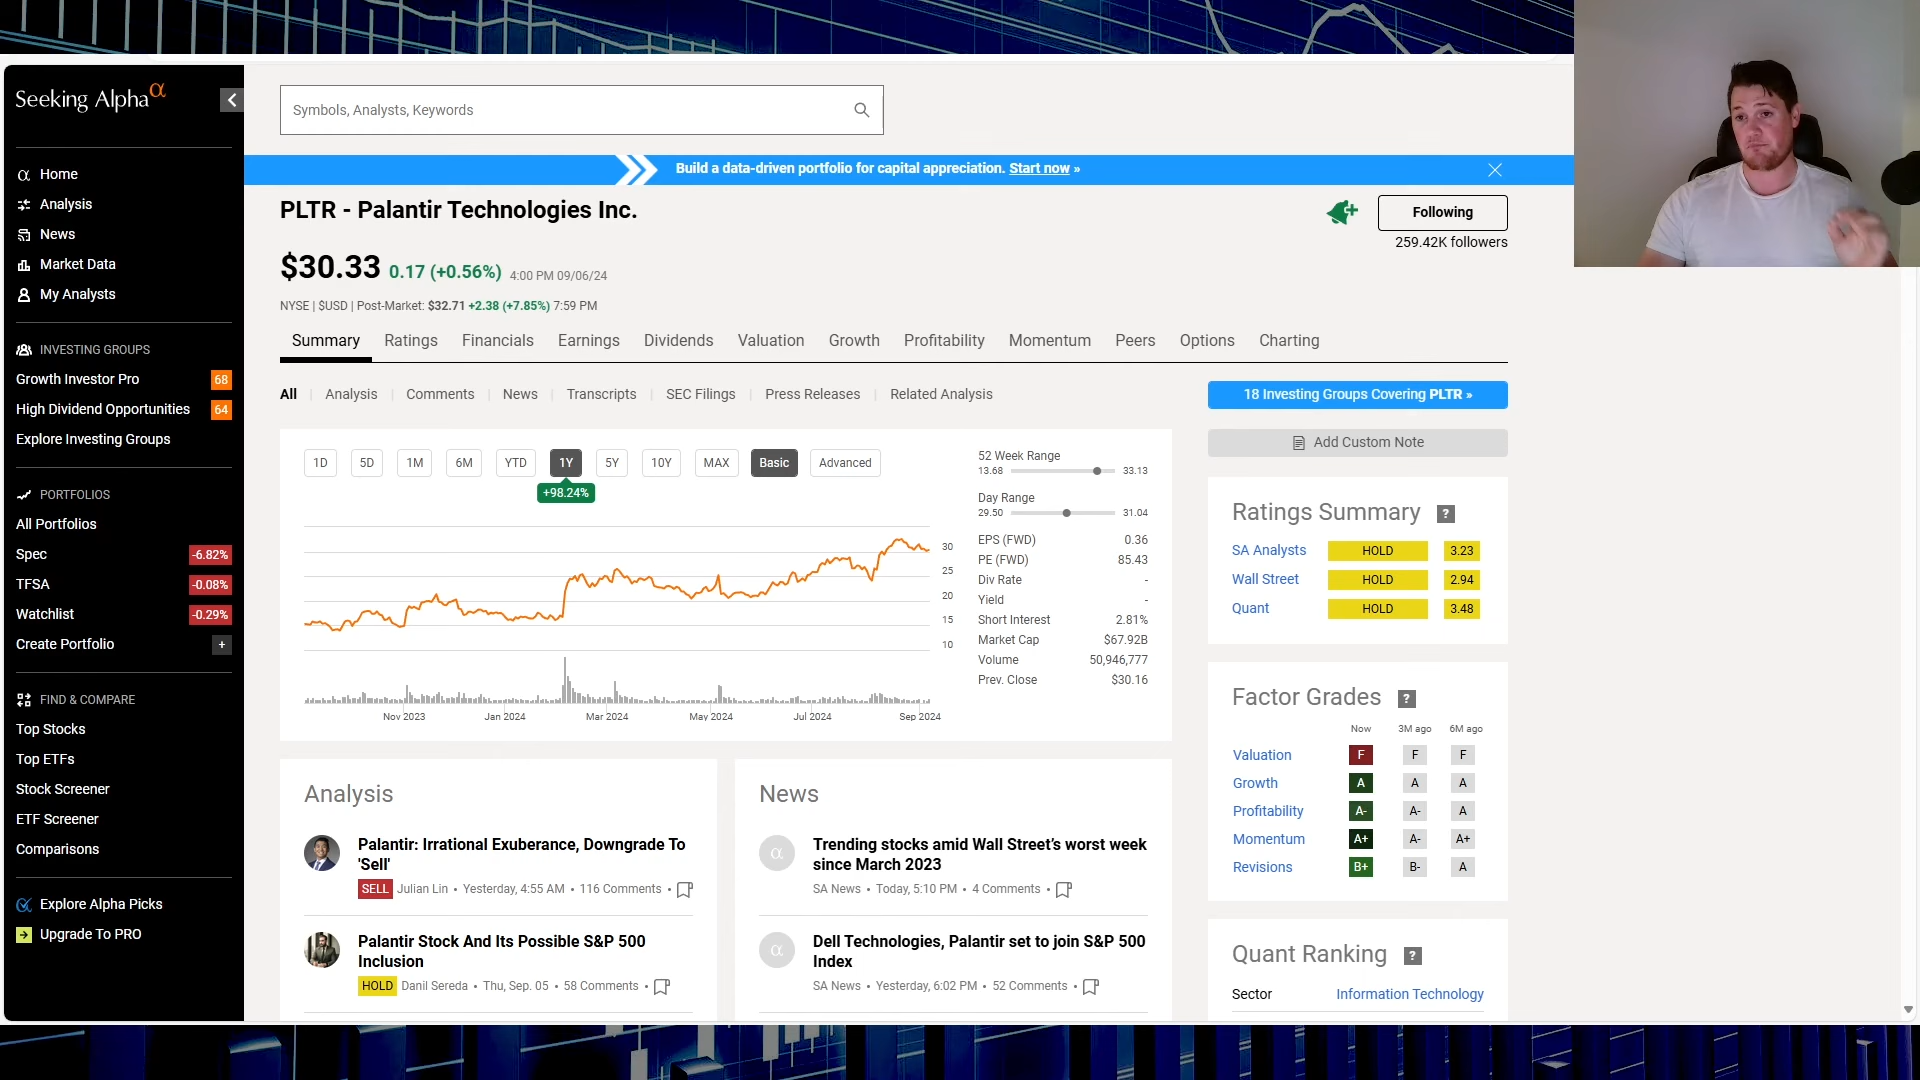 Seeking Alpha α
Home
Analysis
News
Market Data
My Analysts
INVESTING GROUPS
Growth Investor Pro 68
High Dividend Opportunities 64
Explore Investing Groups
PORTFOLIOS
All Portfolios
Spec -6.82%
TFSA -0.08%
Watchlist -0.29%
Create Portfolio +
FIND & COMPARE
Top Stocks
Top ETFs
Stock Screener
ETF Screener
Comparisons
Explore Alpha Picks
Upgrade To PRO
Symbols, Analysts, Keywords
Build a data-driven portfolio for capital appreciation. Start now »
PLTR - Palantir Technologies Inc.
Following
259.42K followers
$30.33 0.17 (+0.56%) 4:00 PM 09/06/24
NYSE | $USD | Post-Market: $32.71 +2.38 (+7.85%) 7:59 PM
Summary Ratings Financials Earnings Dividends Valuation Growth Profitability Momentum Peers Options Charting
All | Analysis | Comments | News | Transcripts | SEC Filings | Press Releases | Related Analysis
1D 5D 1M 6M YTD 1Y 5Y 10Y MAX Basic Advanced
+98.24%
30
25
20
15
10
Nov 2023 Jan 2024 Mar 2024 May 2024 Jul 2024 Sep 2024
52 Week Range
13.68 33.13
Day Range
29.50 31.04
EPS (FWD) 0.36
PE (FWD) 85.43
Div Rate -
Yield -
Short Interest 2.81%
Market Cap $67.92B
Volume 50,946,777
Prev. Close $30.16
Analysis
Palantir: Irrational Exuberance, Downgrade To
'Sell'
SELL Julian Lin • Yesterday, 4:55 AM • 116 Comments •
Palantir Stock And Its Possible S&P 500
Inclusion
HOLD Danil Sereda • Thu, Sep. 05 • 58 Comments •
News
α
Trending stocks amid Wall Street's worst week
since March 2023
SA News • Today, 5:10 PM • 4 Comments •
α
Dell Technologies, Palantir set to join S&P 500
Index
SA News • Yesterday, 6:02 PM • 52 Comments •
18 Investing Groups Covering PLTR »
Add Custom Note
Ratings Summary ?
SA Analysts HOLD 3.23
Wall Street HOLD 2.94
Quant HOLD 3.48
Factor Grades ?
Now 3M ago 6M ago
Valuation F F F
Growth A A A
Profitability A- A- A
Momentum A+ A- A+
Revisions B+ B- A
Quant Ranking ?
Sector Information Technology